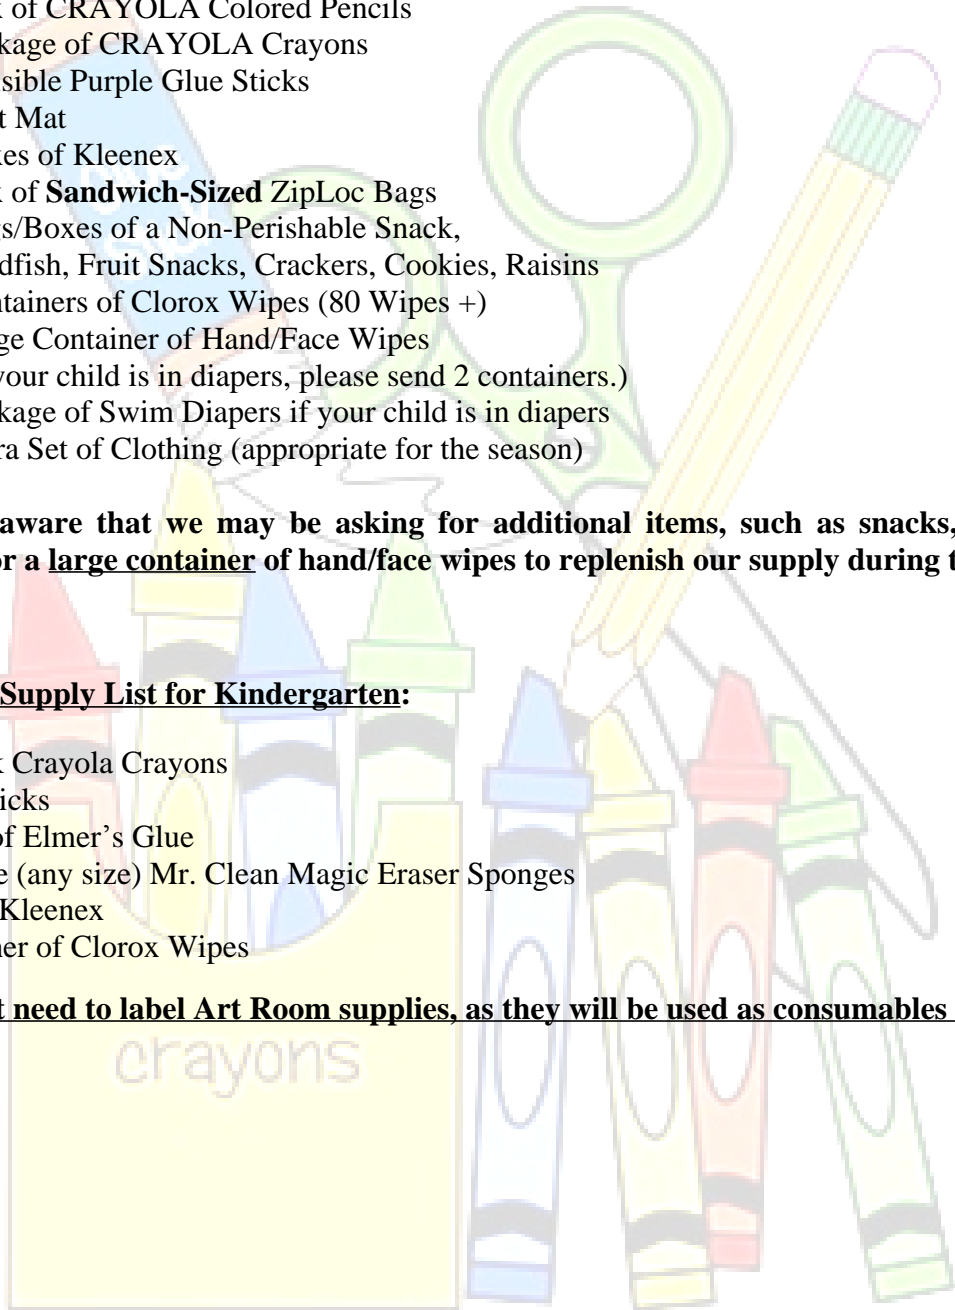 k of CRAYOLA Colored Pencils
kage of CRAYOLA Crayons
isible Purple Glue Sticks
t Mat
xes of Kleenex
x of Sandwich-Sized ZipLoc Bags
gs/Boxes of a Non-Perishable Snack,
dfish, Fruit Snacks, Crackers, Cookies, Raisins
ntainers of Clorox Wipes (80 Wipes +)
ge Container of Hand/Face Wipes
your child is in diapers, please send 2 containers.)
kage of Swim Diapers if your child is in diapers
ra Set of Clothing (appropriate for the season)
aware that we may be asking for additional items, such as snacks,
or a large container of hand/face wipes to replenish our supply during t
Supply List for Kindergarten:
k Crayola Crayons
icks
of Elmer’s Glue
e (any size) Mr. Clean Magic Eraser Sponges
Kleenex
ner of Clorox Wipes
t need to label Art Room supplies, as they will be used as consumables
crayons